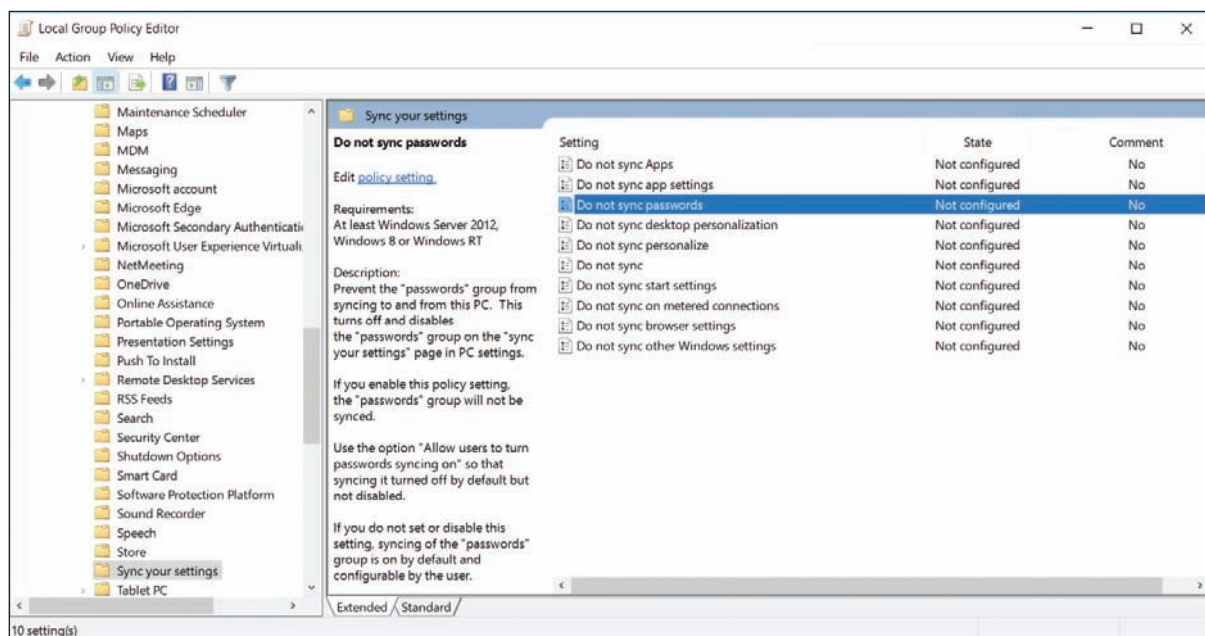 Local Group Policy Editor
File Action View Help
Maintenance Scheduler
Maps
MDM
Messaging
Microsoft account
Microsoft Edge
Microsoft Secondary Authenticati
Microsoft User Experience Virtuali
NetMeeting
OneDrive
Online Assistance
Portable Operating System
Presentation Settings
Push To Install
Remote Desktop Services
RSS Feeds
Search
Security Center
Shutdown Options
Smart Card
Software Protection Platform
Sound Recorder
Speech
Store
Sync your settings
Tablet PC
Sync your settings
Do not sync passwords
Edit policy setting
Requirements:
At least Windows Server 2012,
Windows 8 or Windows RT
Description:
Prevent the "passwords" group from
syncing to and from this PC. This
turns off and disables
the "passwords" group on the "sync
your settings" page in PC settings.
If you enable this policy setting,
the "passwords" group will not be
synced.
Use the option "Allow users to turn
passwords syncing on" so that
syncing it turned off by default but
not disabled.
If you do not set or disable this
setting, syncing of the "passwords"
group is on by default and
configurable by the user.
Setting State Comment
Do not sync Apps Not configured No
Do not sync app settings Not configured No
Do not sync passwords Not configured No
Do not sync desktop personalization Not configured No
Do not sync personalize Not configured No
Do not sync Not configured No
Do not sync start settings Not configured No
Do not sync on metered connections Not configured No
Do not sync browser settings Not configured No
Do not sync other Windows settings Not configured No
Extended Standard
10 setting(s)